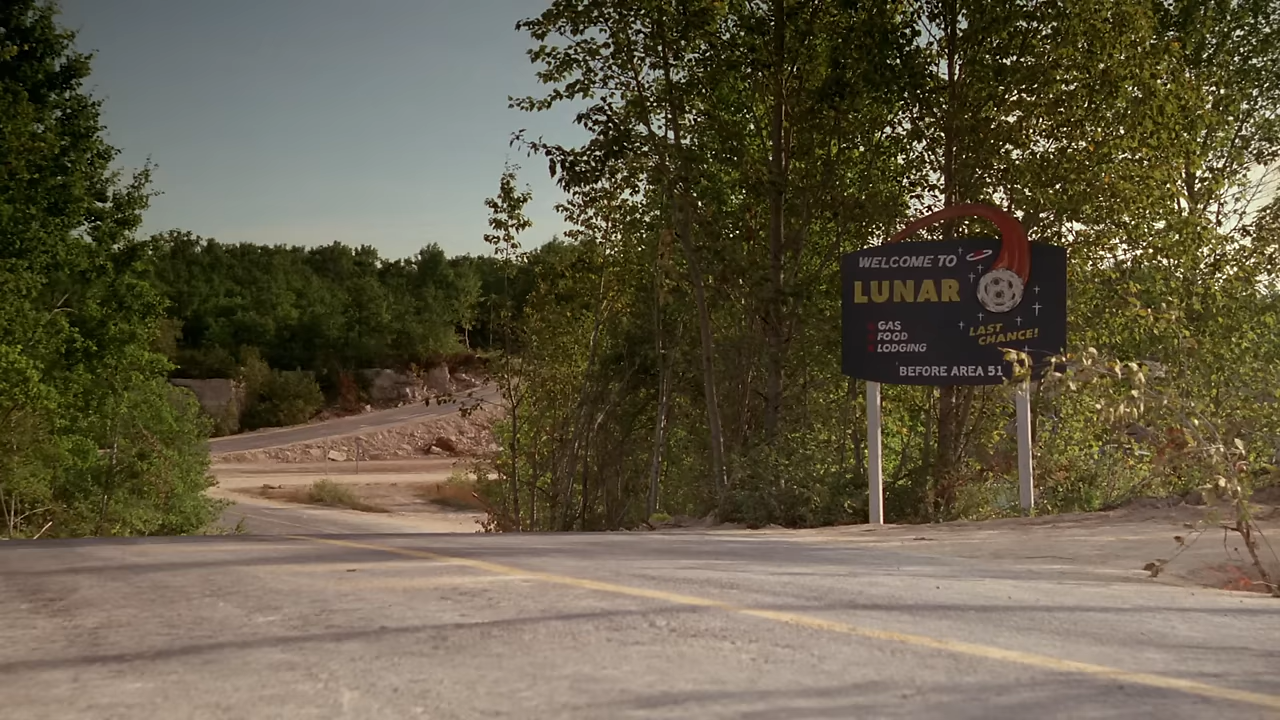 WELCOME TO
LUNAR
GAS
FOOD
LODGING
LAST
CHANCE!
BEFORE AREA 51